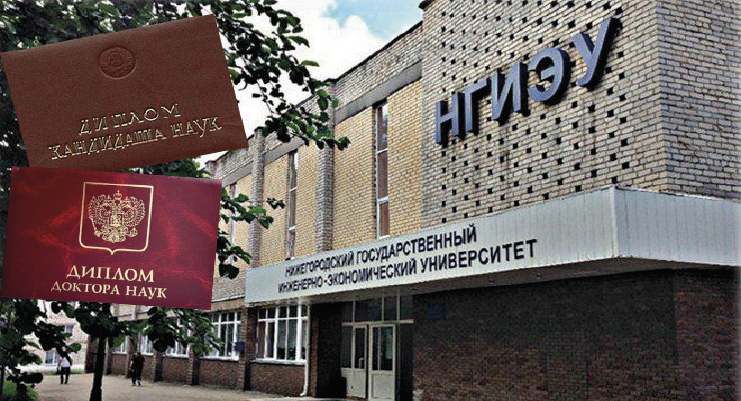 ДИПЛОМ
КАНДИДАТА НАУК
ДИПЛОМ
ДОКТОРА НАУК
НГИЭУ
НИЖЕГОРОДСКИЙ ГОСУДАРСТВЕННЫЙ
ИНЖЕНЕРНО-ЭКОНОМИЧЕСКИЙ УНИВЕРСИТЕТ